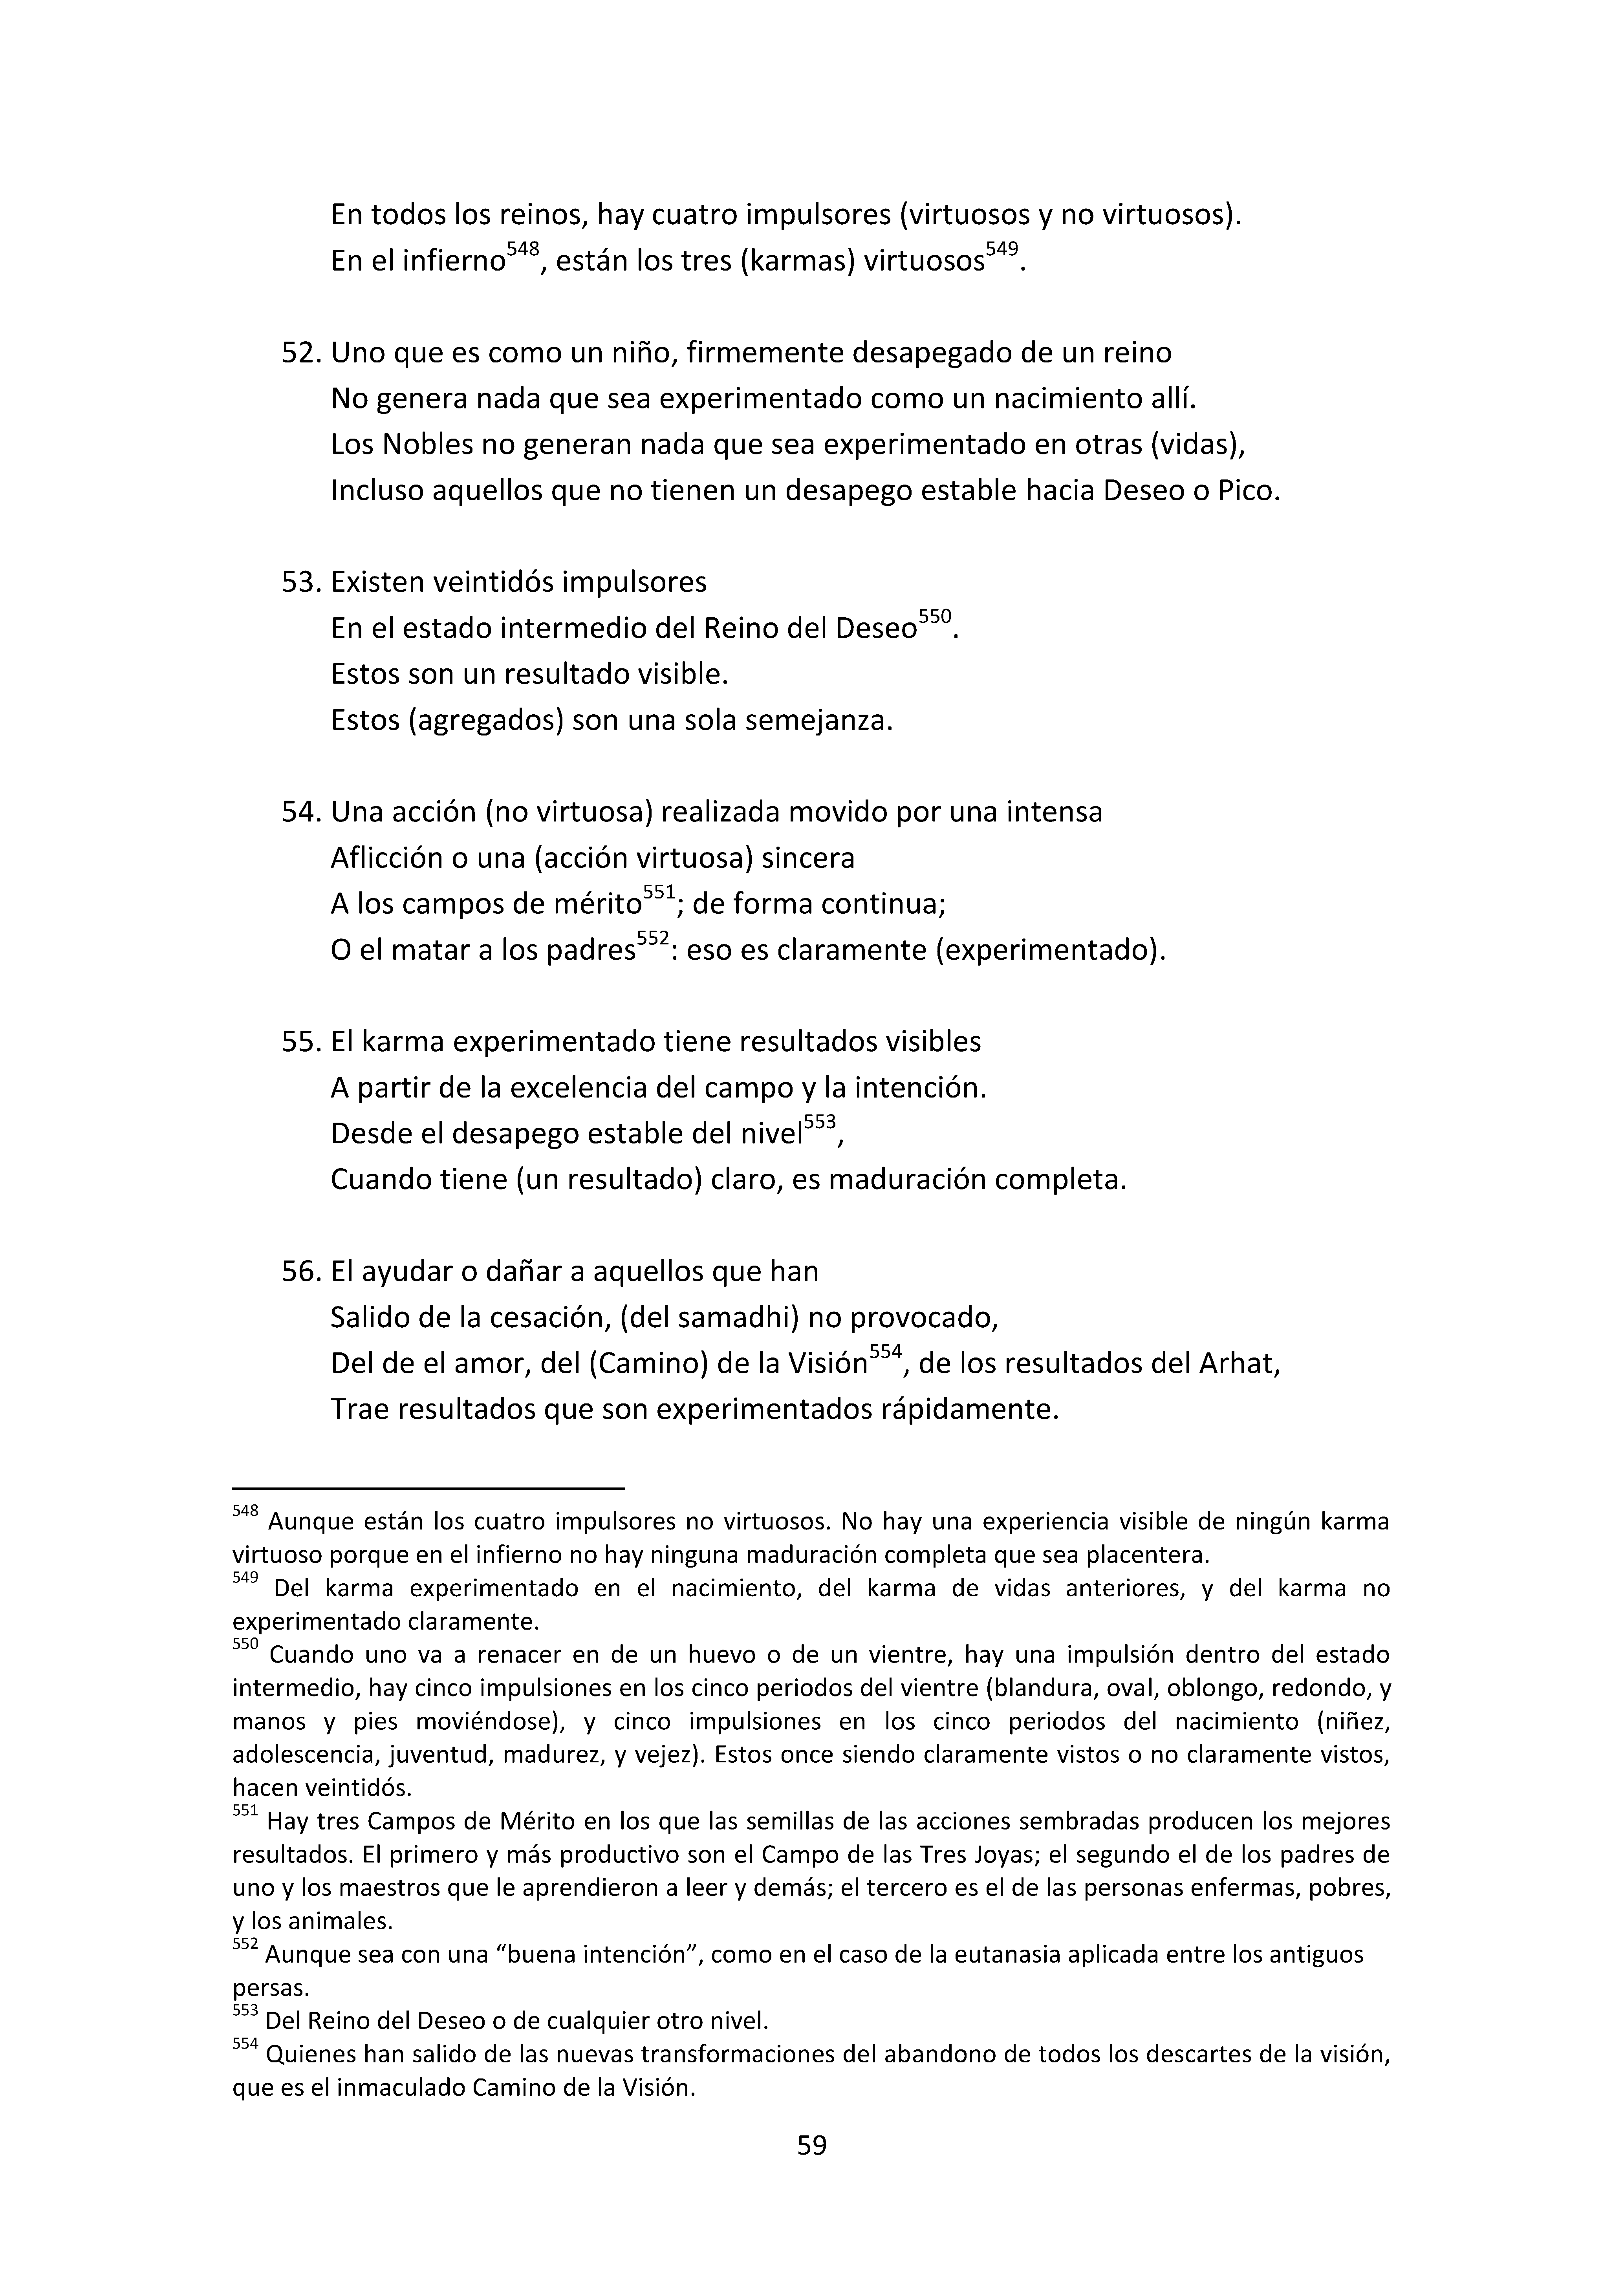 En todos los reinos, hay cuatro impulsores (virtuosos y no virtuosos).
En el infierno548, están los tres (karmas) virtuosos549.
52. Uno que es como un niño, firmemente desapegado de un reino
No genera nada que sea experimentado como un nacimiento allí.
Los Nobles no generan nada que sea experimentado en otras (vidas),
Incluso aquellos que no tienen un desapego estable hacia Deseo o Pico.
53. Existen veintidós impulsores
En el estado intermedio del Reino del Deseo550.
Estos son un resultado visible.
Estos (agregados) son una sola semejanza.
54. Una acción (no virtuosa) realizada movido por una intensa
Aflicción o una (acción virtuosa) sincera
A los campos de mérito551; de forma continua;
O el matar a los padres552: eso es claramente (experimentado).
55. El karma experimentado tiene resultados visibles
A partir de la excelencia del campo y la intención.
Desde el desapego estable del nivel553,
Cuando tiene (un resultado) claro, es maduración completa.
56. El ayudar o dañar a aquellos que han
Salido de la cesación, (del samadhi) no provocado,
Del de el amor, del (Camino) de la Visión554, de los resultados del Arhat,
Trae resultados que son experimentados rápidamente.
548 Aunque están los cuatro impulsores no virtuosos. No hay una experiencia visible de ningún karma
virtuoso porque en el infierno no hay ninguna maduración completa que sea placentera.
549 Del karma experimentado en el nacimiento, del karma de vidas anteriores, y del karma no
experimentado claramente.
550 Cuando uno va a renacer en de un huevo o de un vientre, hay una impulsión dentro del estado
intermedio, hay cinco impulsiones en los cinco periodos del vientre (blandura, oval, oblongo, redondo, y
manos y pies moviéndose), y cinco impulsiones en los cinco periodos del nacimiento (niñez,
adolescencia, juventud, madurez, y vejez). Estos once siendo claramente vistos o no claramente vistos,
hacen veintidós.
551 Hay tres Campos de Mérito en los que las semillas de las acciones sembradas producen los mejores
resultados. El primero y más productivo son el Campo de las Tres Joyas; el segundo el de los padres de
uno y los maestros que le aprendieron a leer y demás; el tercero es el de las personas enfermas, pobres,
y los animales.
552 Aunque sea con una “buena intención”, como en el caso de la eutanasia aplicada entre los antiguos
persas.
553 Del Reino del Deseo o de cualquier otro nivel.
554 Quienes han salido de las nuevas transformaciones del abandono de todos los descartes de la visión,
que es el inmaculado Camino de la Visión.
59